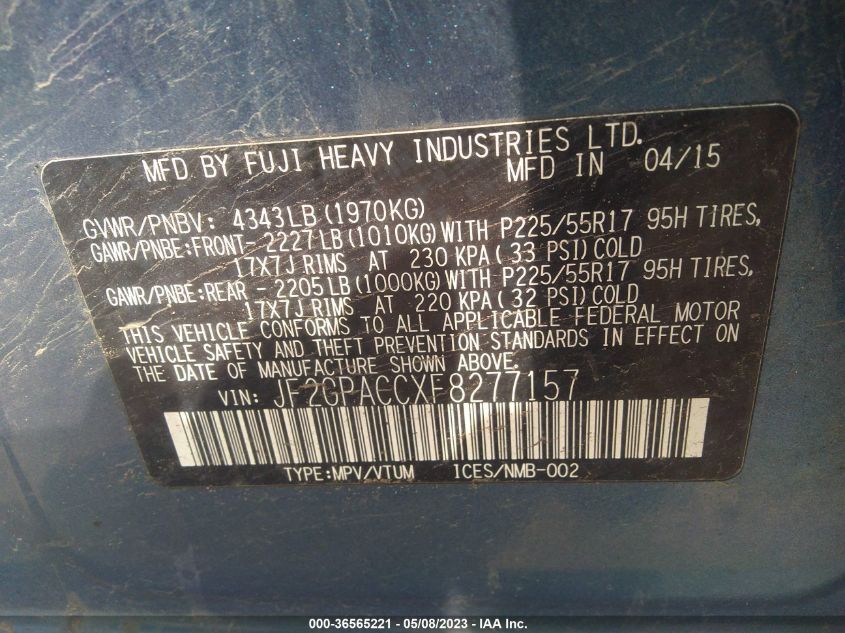 MFD BY FUJI HEAVY INDUSTRIES LTD.
MFD IN 04/15
GVWR/PNBV: 4343LB(1970KG)
GAWR/PNBE:FRONT- 2227LB(1010KG)WITH P225/55R17 95H TIRES,
17X7J RIMS AT 230 KPA(33 PSI)COLD
GAWR/PNBE:REAR - 2205LB(1000KG)WITH P225/55R17 95H TIRES,
17X7J RIMS AT 220 KPA(32 PSI)COLD
THIS VEHICLE CONFORMS TO ALL APPLICABLE FEDERAL MOTOR
VEHICLE SAFETY AND THEFT PREVENTION STANDARDS IN EFFECT ON
THE DATE OF MANUFACTURE SHOWN ABOVE.
VIN: JF2GPACCXF8277157
TYPE:MPV/VTUM ICES/NMB-002
000-36565221 - 05/08/2023 - IAA Inc.